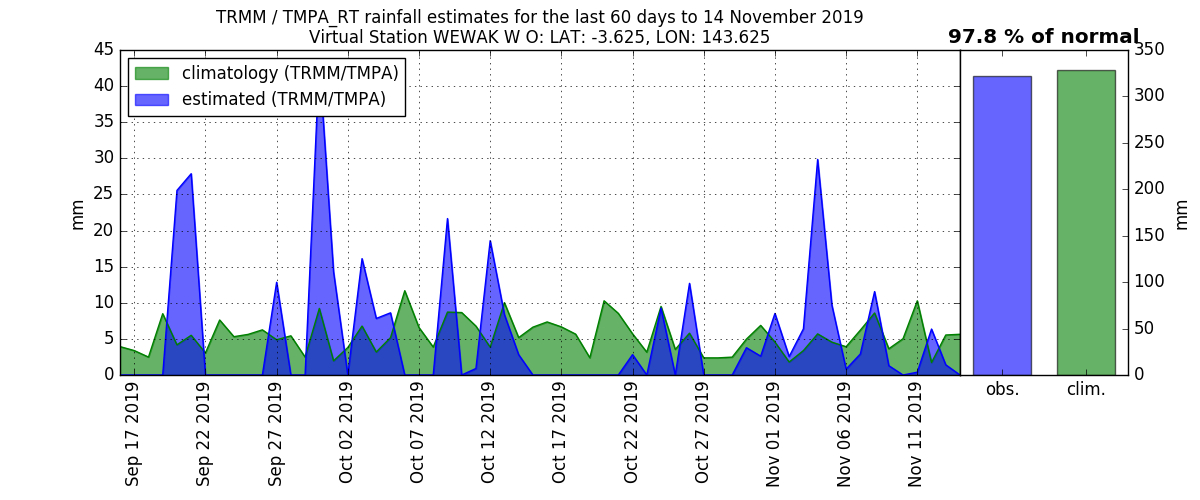 TRMM / TMPA_RT rainfall estimates for the last 60 days to 14 November 2019
Virtual Station WEWAK W O: LAT: -3.625, LON: 143.625
97.8 % of normal
climatology (TRMM/TMPA)
estimated (TRMM/TMPA)
45
40
35
30
25
20
15
10
5
0
mm
Sep 17 2019
Sep 22 2019
Sep 27 2019
Oct 02 2019
Oct 07 2019
Oct 12 2019
Oct 17 2019
Oct 22 2019
Oct 27 2019
Nov 01 2019
Nov 06 2019
Nov 11 2019
obs.
clim.
350
300
250
200
150
100
50
0
mm